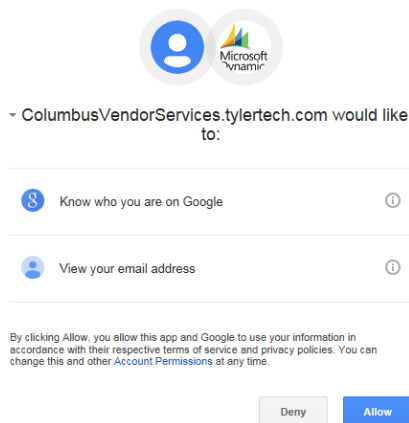 Microsoft
Dynamic
ColumbusVendorServices.tylertech.com would like
to:
8
Know who you are on Google
View your email address
By clicking Allow, you allow this app and Google to use your information in
accordance with their respective terms of service and privacy policies. You can
change this and other Account Permissions at any time.
Deny
Allow